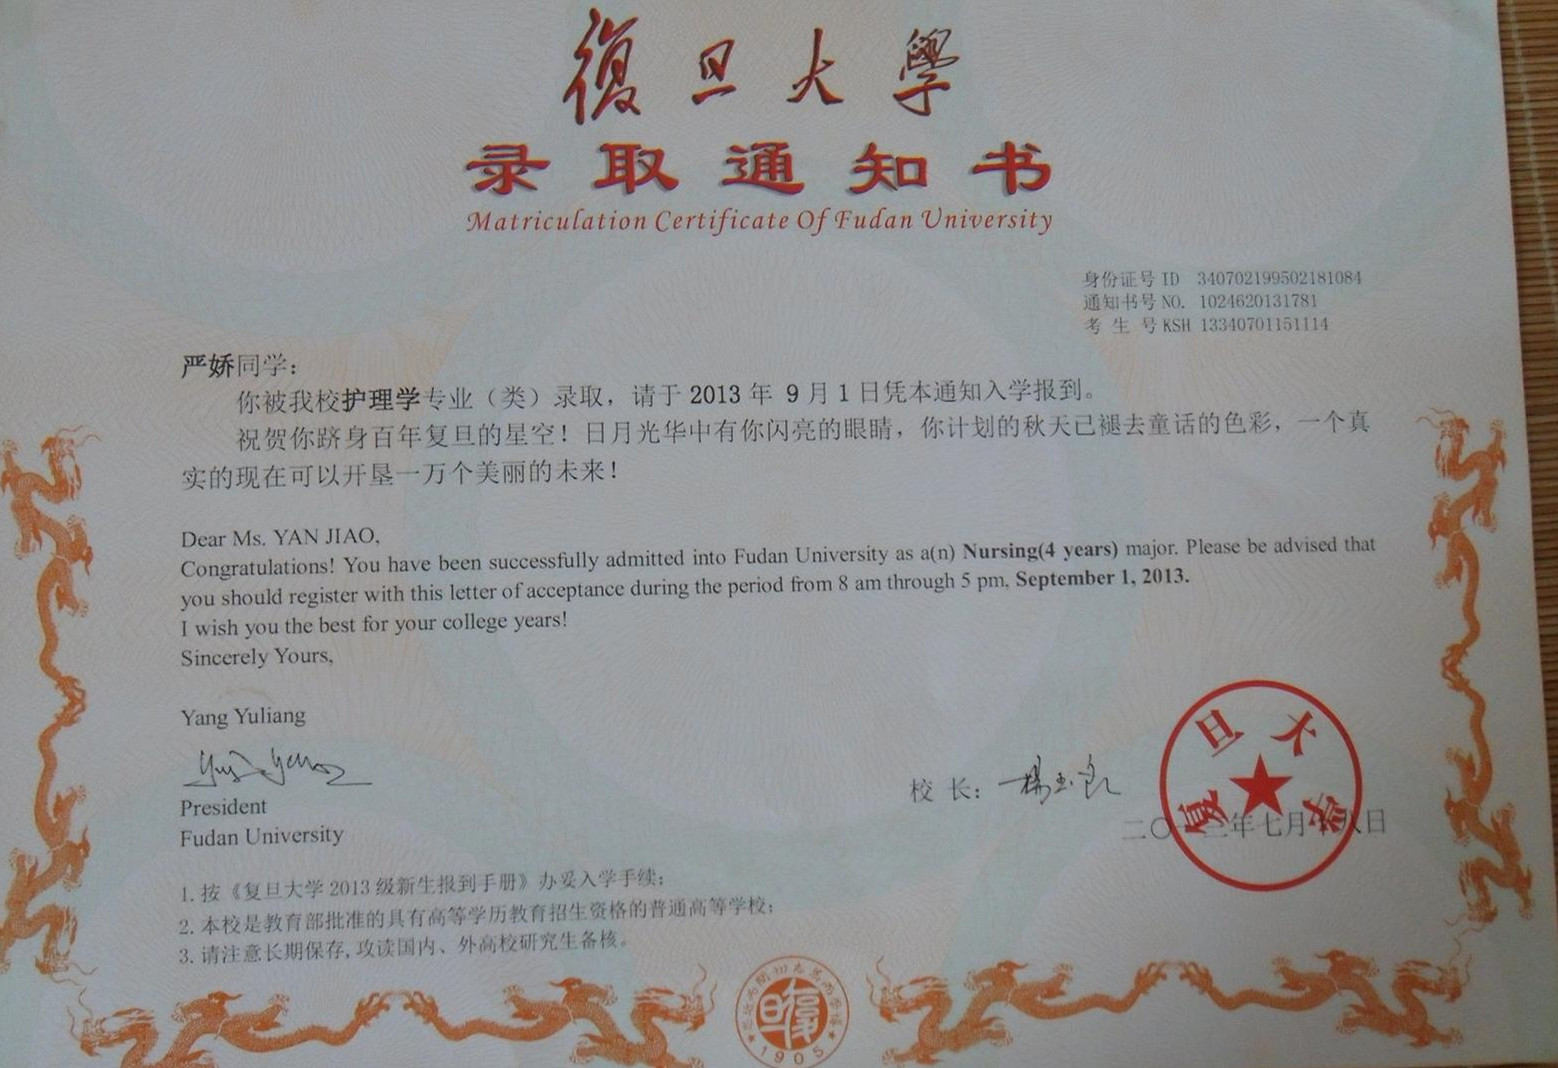 復旦大學
录取通知书
Matriculation Certificate Of Fudan University
身份证号 ID 340702199502181084
通知书号 NO. 1024620131781
考 生 号 KSH 13340701151114
严娇同学：
你被我校护理学专业（类）录取，请于 2013 年 9 月 1 日凭本通知入学报到。
祝贺你跻身百年复旦的星空！日月光华中有你闪亮的眼睛，你计划的秋天已褪去童话的色彩，一个真
实的现在可以开垦一万个美丽的未来！
Dear Ms. YAN JIAO,
Congratulations! You have been successfully admitted into Fudan University as a(n) Nursing(4 years) major. Please be advised that
you should register with this letter of acceptance during the period from 8 am through 5 pm, September 1, 2013.
I wish you the best for your college years!
Sincerely Yours,
Yang Yuliang
President
Fudan University
校 长：杨玉良
复旦大学
二〇一三年七月十八日
1. 按《复旦大学 2013 级新生报到手册》办妥入学手续；
2. 本校是教育部批准的具有高等学历教育招生资格的普通高等学校；
3. 请注意长期保存,攻读国内、外高校研究生备核。
復旦
1905